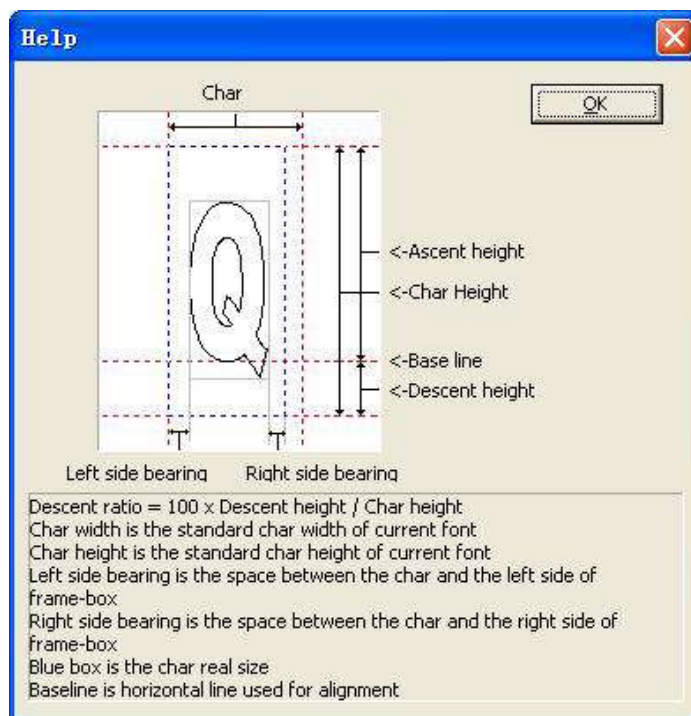 Help
Char
OK
<-Ascent height
<-Char Height
<-Base line
<-Descent height
Left side bearing Right side bearing
Descent ratio = 100 x Descent height / Char height
Char width is the standard char width of current font
Char height is the standard char height of current font
Left side bearing is the space between the char and the left side of
frame-box
Right side bearing is the space between the char and the right side of
frame-box
Blue box is the char real size
Baseline is horizontal line used for alignment